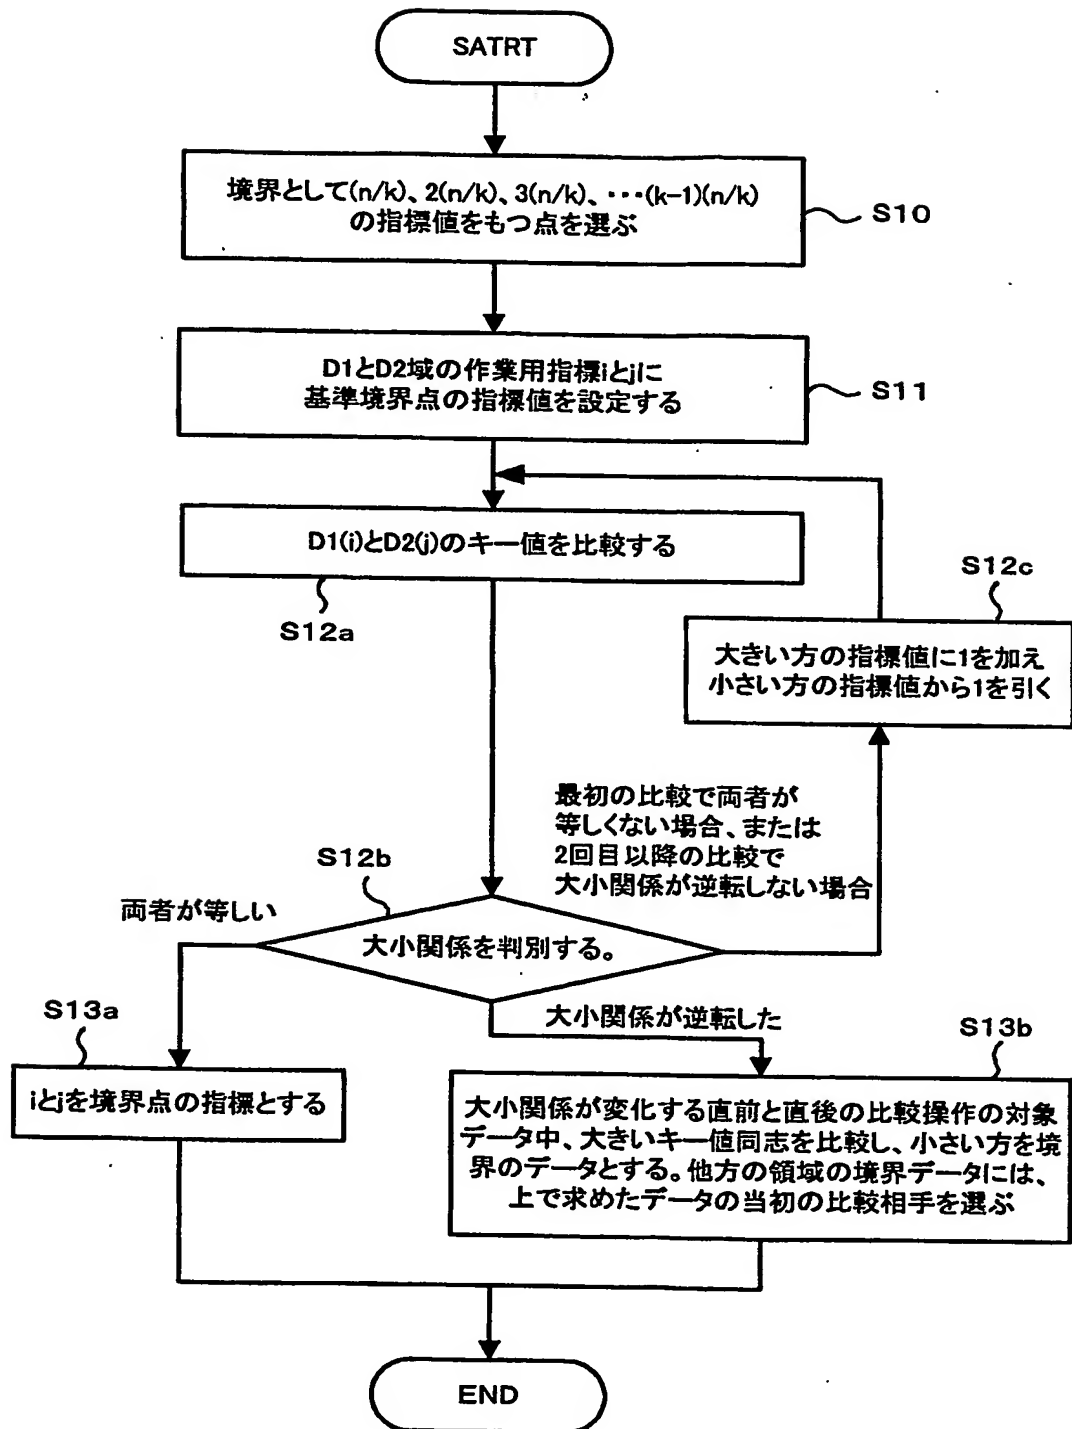 SATRT
境界として(n/k)、2(n/k)、3(n/k)、・・・(k-1)(n/k)
の指標値をもつ点を選ぶ
S10
D1とD2域の作業用指標iとjに
基準境界点の指標値を設定する
S11
D1(i)とD2(j)のキー値を比較する
S12a
S12c
大きい方の指標値に1を加え
小さい方の指標値から1を引く
最初の比較で両者が
等しくない場合、または
2回目以降の比較で
大小関係が逆転しない場合
S12b
両者が等しい
大小関係を判別する。
大小関係が逆転した
S13a
iとjを境界点の指標とする
S13b
大小関係が変化する直前と直後の比較操作の対象
データ中、大きいキー値同志を比較し、小さい方を境
界のデータとする。他方の領域の境界データには、
上で求めたデータの当初の比較相手を選ぶ
END